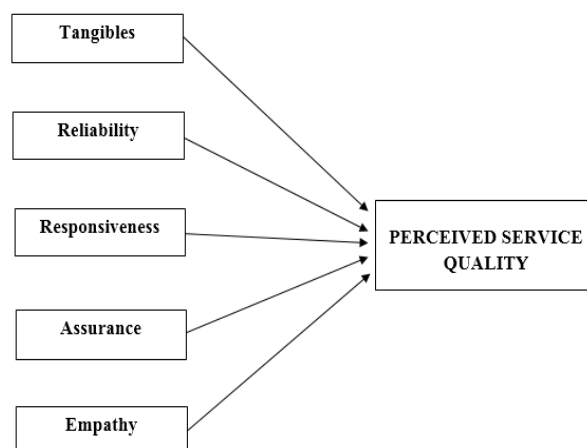 Tangibles
Reliability
Responsiveness
Assurance
Empathy
PERCEIVED SERVICE
QUALITY